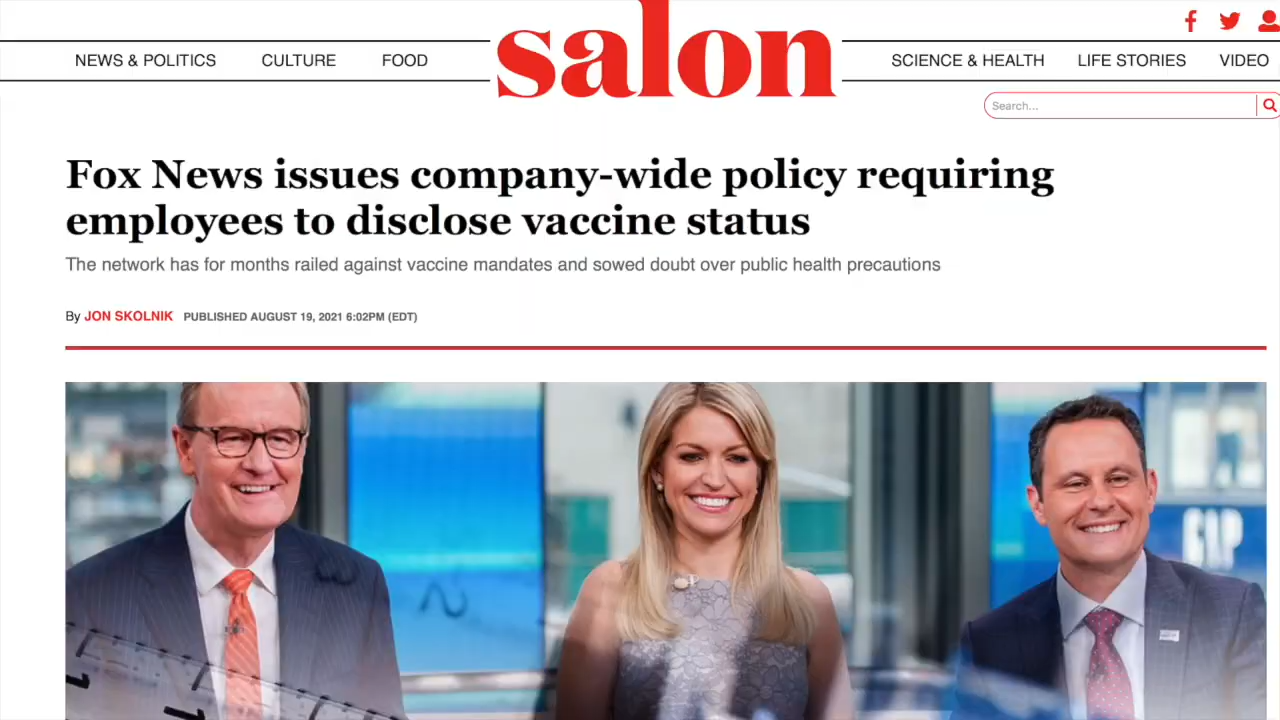 salon
NEWS & POLITICS CULTURE FOOD SCIENCE & HEALTH LIFE STORIES VIDEO
Search...
Fox News issues company-wide policy requiring
employees to disclose vaccine status
The network has for months railed against vaccine mandates and sowed doubt over public health precautions
By JON SKOLNIK PUBLISHED AUGUST 19, 2021 6:02PM (EDT)
GAP